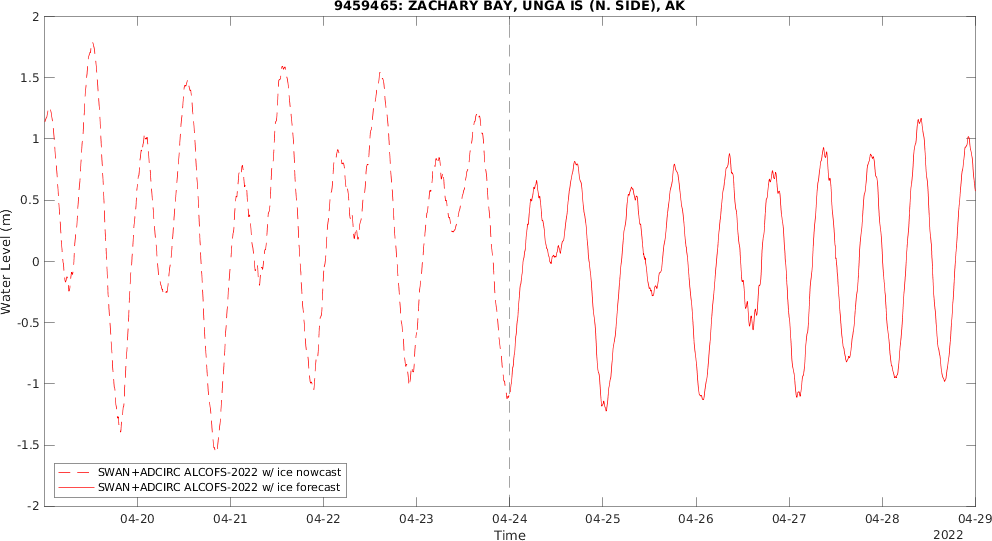 9459465: ZACHARY BAY, UNGA IS (N. SIDE), AK
2
1.5
1
0.5
0
-0.5
-1
-1.5
-2
Water Level (m)
SWAN+ADCIRC ALCOFS-2022 w/ ice nowcast
SWAN+ADCIRC ALCOFS-2022 w/ ice forecast
04-20 04-21 04-22 04-23 04-24 04-25 04-26 04-27 04-28 04-29
Time
2022